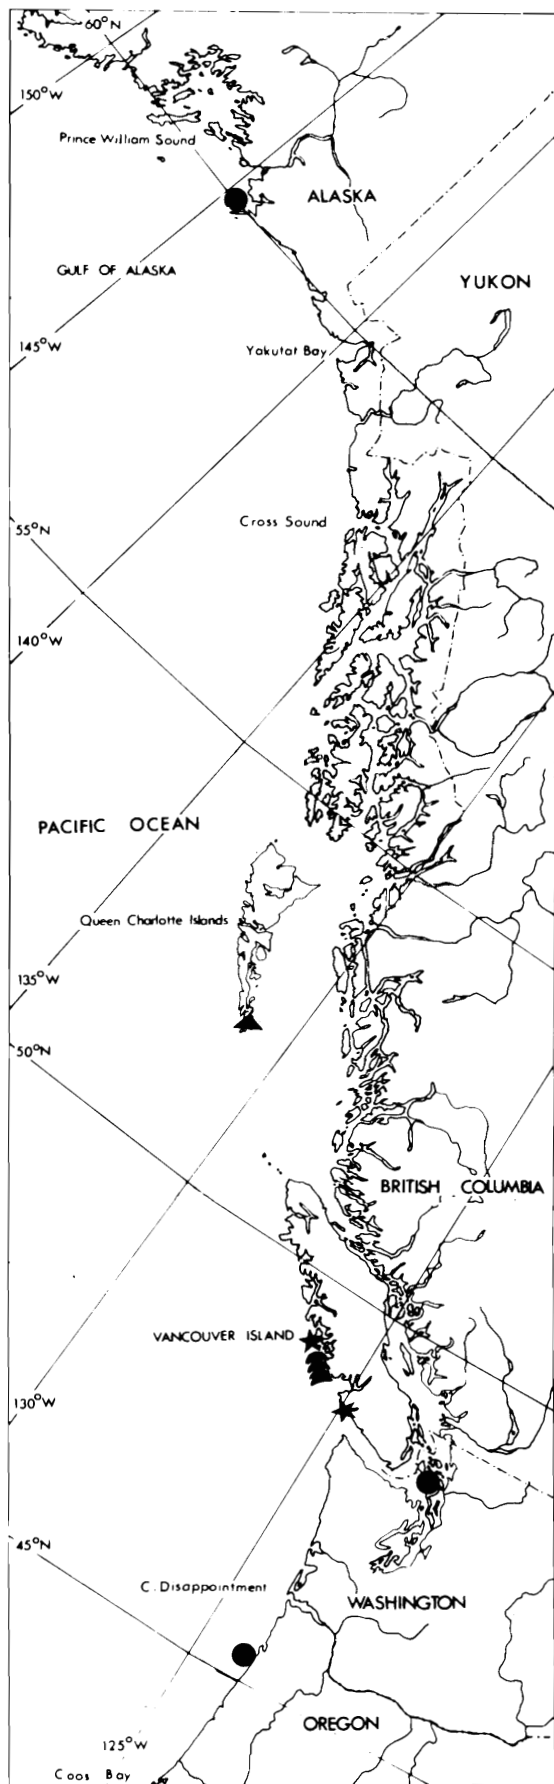 60°N
150°W
Prince William Sound
ALASKA
GULF OF ALASKA
YUKON
145°W
Yakutat Bay
55°N
Cross Sound
140°W
PACIFIC OCEAN
Queen Charlotte Islands
135°W
50°N
BRITISH COLUMBIA
VANCOUVER ISLAND
130°W
45°N
C. Disappointment
WASHINGTON
OREGON
125°W
Coos Bay